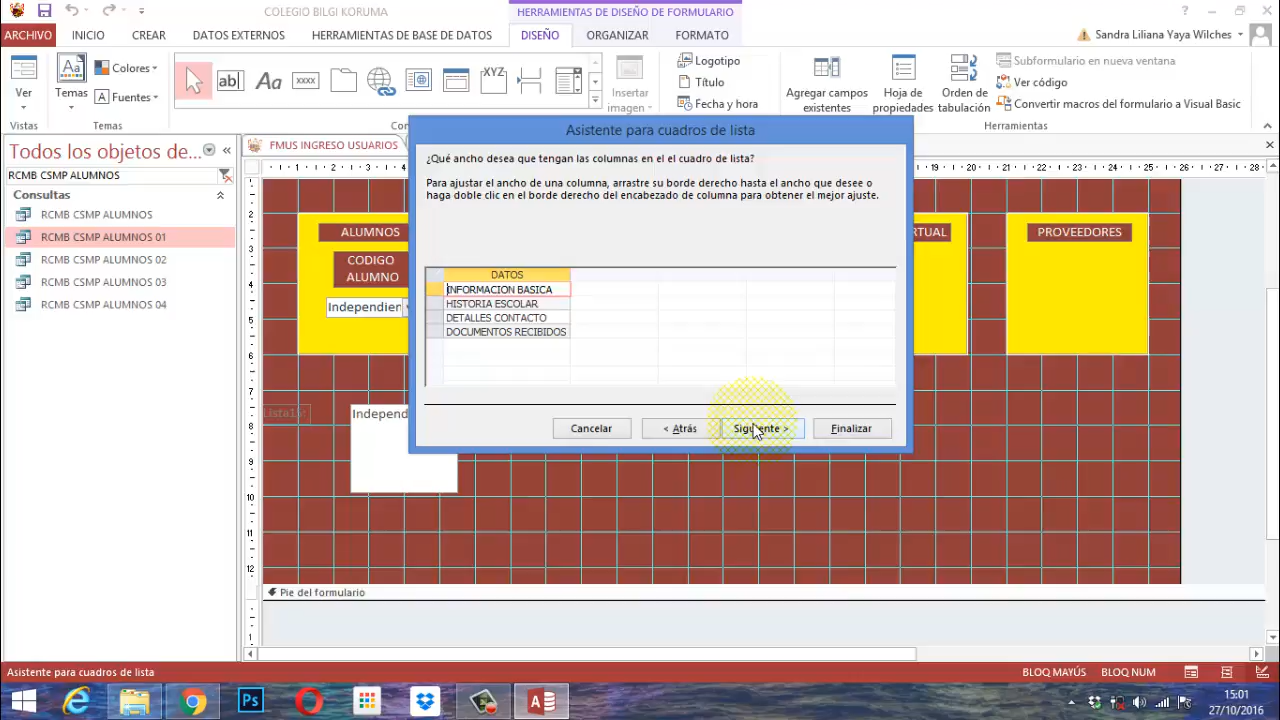 COLEGIO BILGI KORUMA
HERRAMIENTAS DE DISEÑO DE FORMULARIO
?
ARCHIVO INICIO CREAR DATOS EXTERNOS HERRAMIENTAS DE BASE DE DATOS DISEÑO ORGANIZAR FORMATO
Sandra Liliana Yaya Wilches
Ver
Temas
Colores
Fuentes
Vistas
Temas
ab
Aa
XXXX
XYZ
Insertar
imagen
Logotipo
Título
Fecha y hora
Agregar campos
existentes
Hoja de
propiedades
Orden de
tabulación
Subformulario en nueva ventana
Ver código
Convertir macros del formulario a Visual Basic
Herramientas
Todos los objetos de...
RCMB CSMP ALUMNOS
Consultas
RCMB CSMP ALUMNOS
RCMB CSMP ALUMNOS 01
RCMB CSMP ALUMNOS 02
RCMB CSMP ALUMNOS 03
RCMB CSMP ALUMNOS 04
FMUS INGRESO USUARIOS
ALUMNOS
CODIGO
ALUMNO
Independien
RTUAL
PROVEEDORES
Independ
Asistente para cuadros de lista
¿Qué ancho desea que tengan las columnas en el el cuadro de lista?
Para ajustar el ancho de una columna, arrastre su borde derecho hasta el ancho que desee o
haga doble clic en el borde derecho del encabezado de columna para obtener el mejor ajuste.
DATOS
INFORMACION BASICA
HISTORIA ESCOLAR
DETALLES CONTACTO
DOCUMENTOS RECIBIDOS
Cancelar
< Atrás
Siguiente >
Finalizar
Pie del formulario
Asistente para cuadros de lista
BLOQ MAYÚS BLOQ NUM
Ps
15:01
27/10/2016